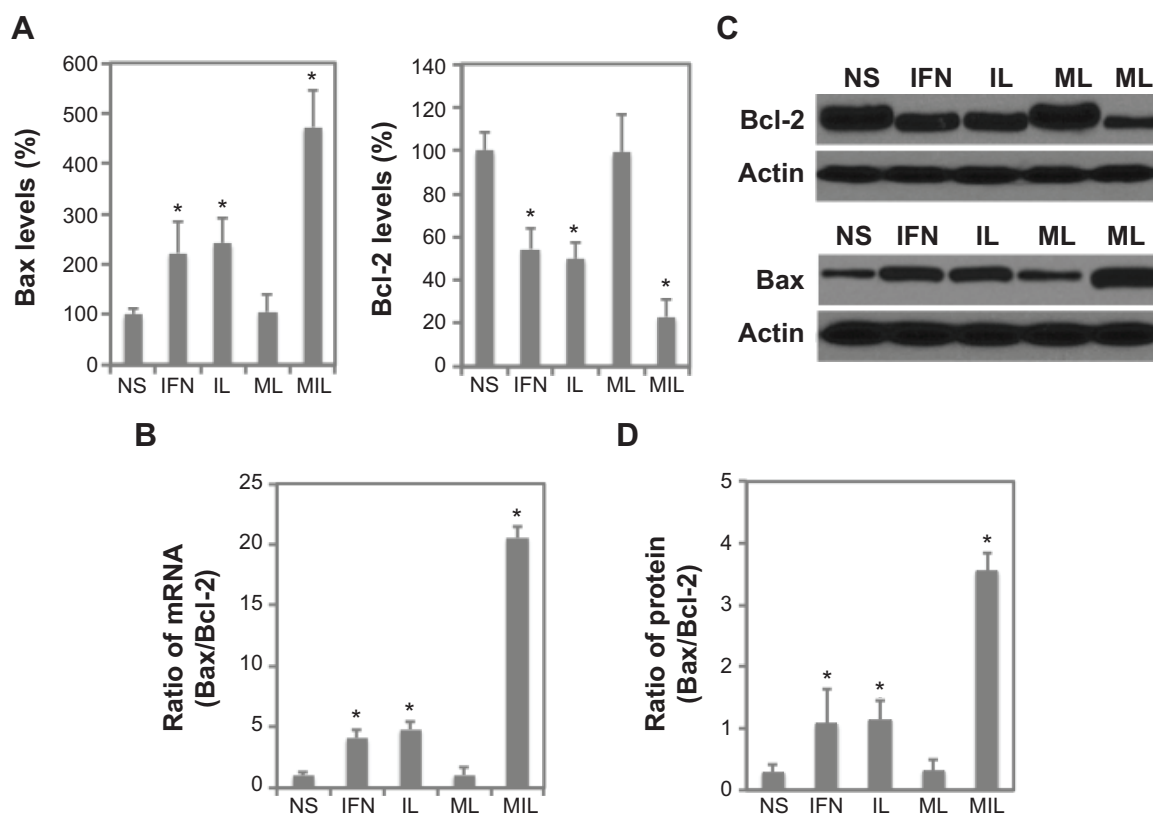 A
Bax levels (%)
600
500
400
300
200
100
0
*
*
*
NS IFN IL ML MIL
Bcl-2 levels (%)
140
120
100
80
60
40
20
0
*
*
*
NS IFN IL ML MIL
C
NS IFN IL ML ML
Bcl-2
Actin
NS IFN IL ML ML
Bax
Actin
B
Ratio of mRNA
(Bax/Bcl-2)
25
20
15
10
5
0
*
*
*
NS IFN IL ML MIL
D
Ratio of protein
(Bax/Bcl-2)
5
4
3
2
1
0
*
*
*
NS IFN IL ML MIL